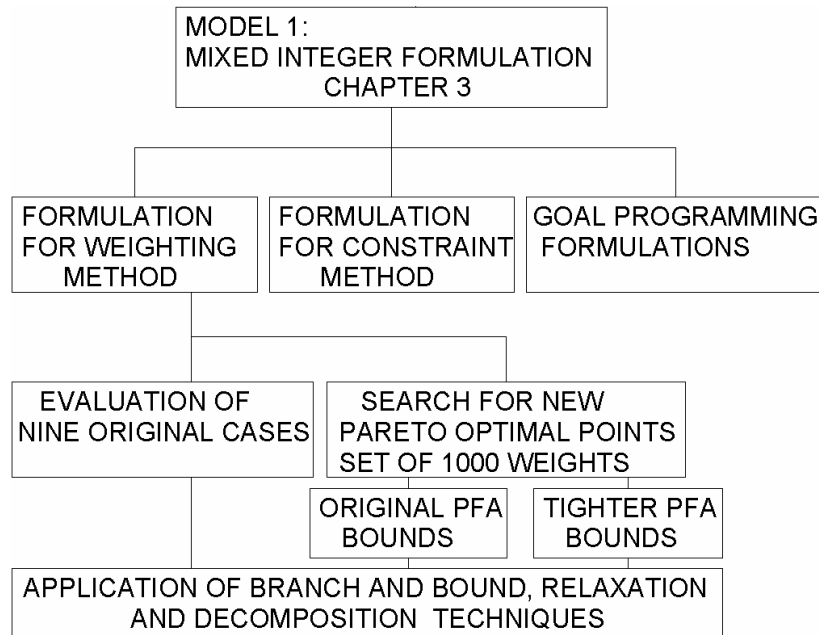 MODEL 1:
MIXED INTEGER FORMULATION
CHAPTER 3
FORMULATION
FOR WEIGHTING
METHOD
FORMULATION
FOR CONSTRAINT
METHOD
GOAL PROGRAMMING
FORMULATIONS
EVALUATION OF
NINE ORIGINAL CASES
SEARCH FOR NEW
PARETO OPTIMAL POINTS
SET OF 1000 WEIGHTS
ORIGINAL PFA
BOUNDS
TIGHTER PFA
BOUNDS
APPLICATION OF BRANCH AND BOUND, RELAXATION
AND DECOMPOSITION TECHNIQUES